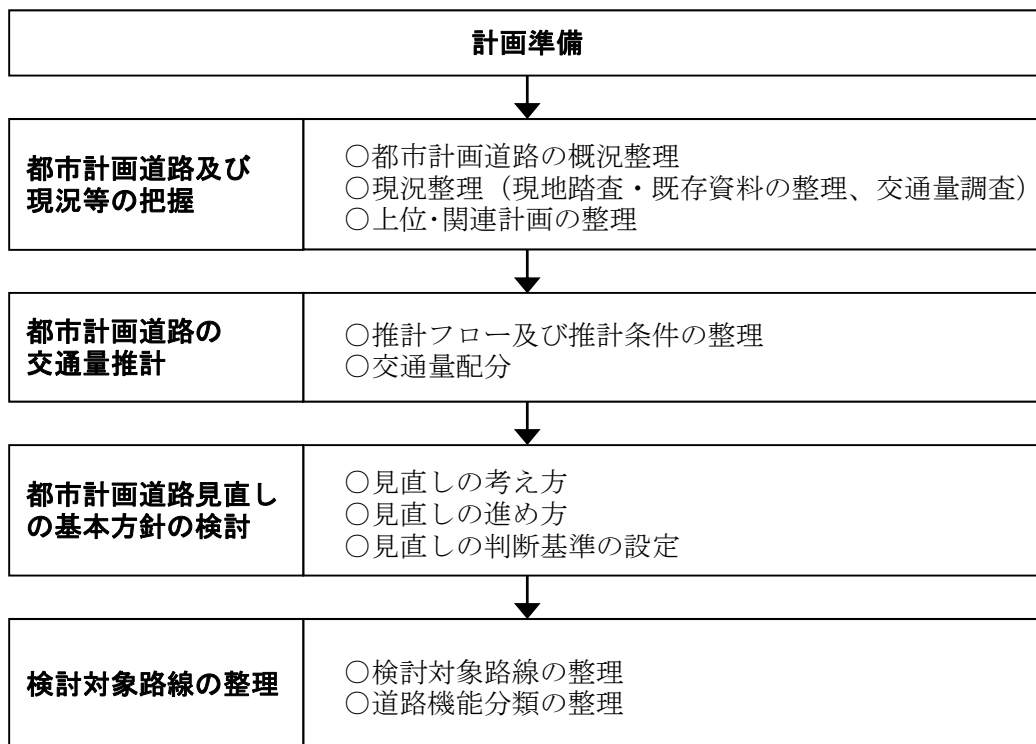 計画準備
都市計画道路及び
現況等の把握
○都市計画道路の概況整理
○現況整理（現地踏査・既存資料の整理、交通量調査）
○上位・関連計画の整理
都市計画道路の
交通量推計
○推計フロー及び推計条件の整理
○交通量配分
都市計画道路見直し
の基本方針の検討
○見直しの考え方
○見直しの進め方
○見直しの判断基準の設定
検討対象路線の整理
○検討対象路線の整理
○道路機能分類の整理